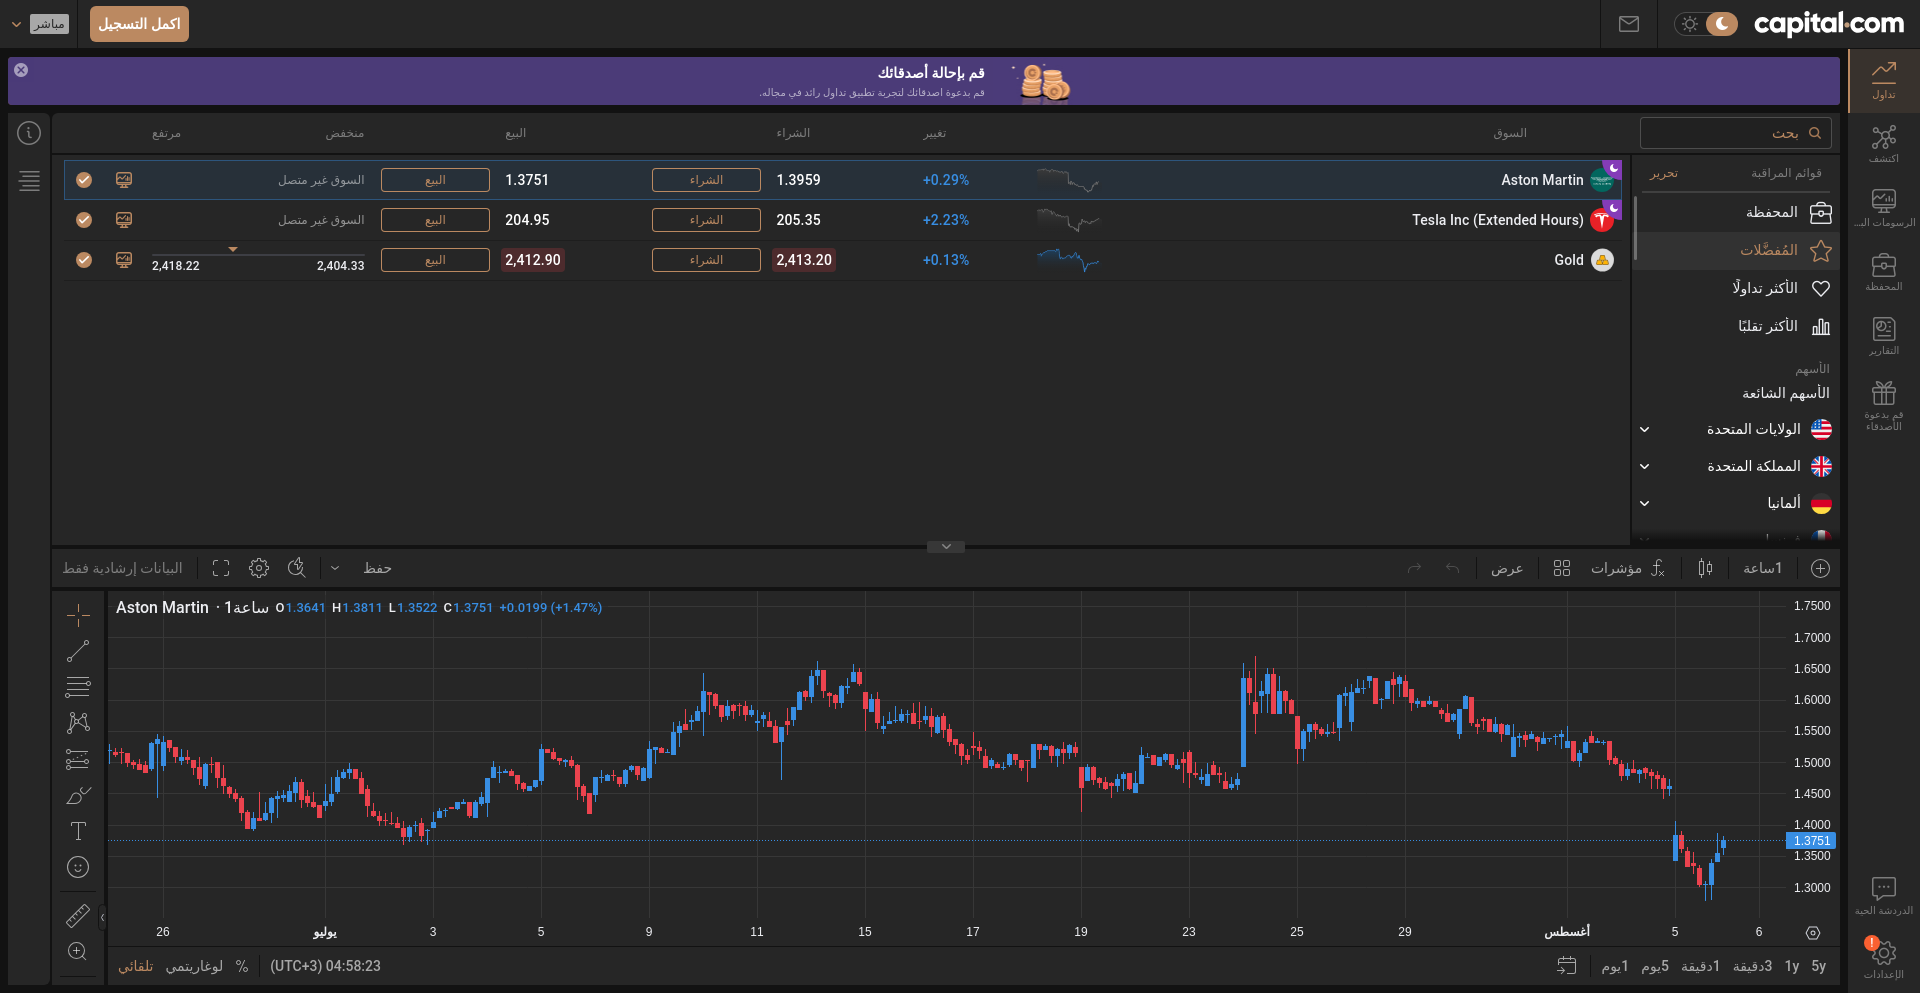 capital.com
اكمل التسجيل
مباشر
قم بإحالة أصدقائك
قم بدعوة اصدقائك لتجربة تطبيق تداول رائد في مجاله.
تداول
اكتشف
الرسومات البـ...
المحفظة
التقارير
قم بدعوة
الأصدقاء
الدردشة الحية
الإعدادات
بحث
قوائم المراقبة تحرير
المحفظة
المُفضَّلات
الأكثر تداولًا
الأكثر تقلبًا
الأسهم
الأسهم الشائعة
الولايات المتحدة
المملكة المتحدة
ألمانيا
السوق تغيير الشراء البيع منخفض مرتفع
Aston Martin +0.29% 1.3959 الشراء 1.3751 البيع السوق غير متصل
Tesla Inc (Extended Hours) +2.23% 205.35 الشراء 204.95 البيع السوق غير متصل
Gold +0.13% 2,413.20 الشراء 2,412.90 البيع 2,404.33 2,418.22
1ساعة مؤشرات عرض حفظ البيانات إرشادية فقط
Aston Martin · 1ساعة O1.3641 H1.3811 L1.3522 C1.3751 +0.0199 (+1.47%)
1.7500
1.7000
1.6500
1.6000
1.5500
1.5000
1.4500
1.4000
1.3751
1.3500
1.3000
26 يوليو 3 5 9 11 15 17 19 23 25 29 أغسطس 5 6
تلقائي لوغاريتمي % (UTC+3) 04:58:23 1يوم 5يوم 1دقيقة 3دقيقة 1y 5y